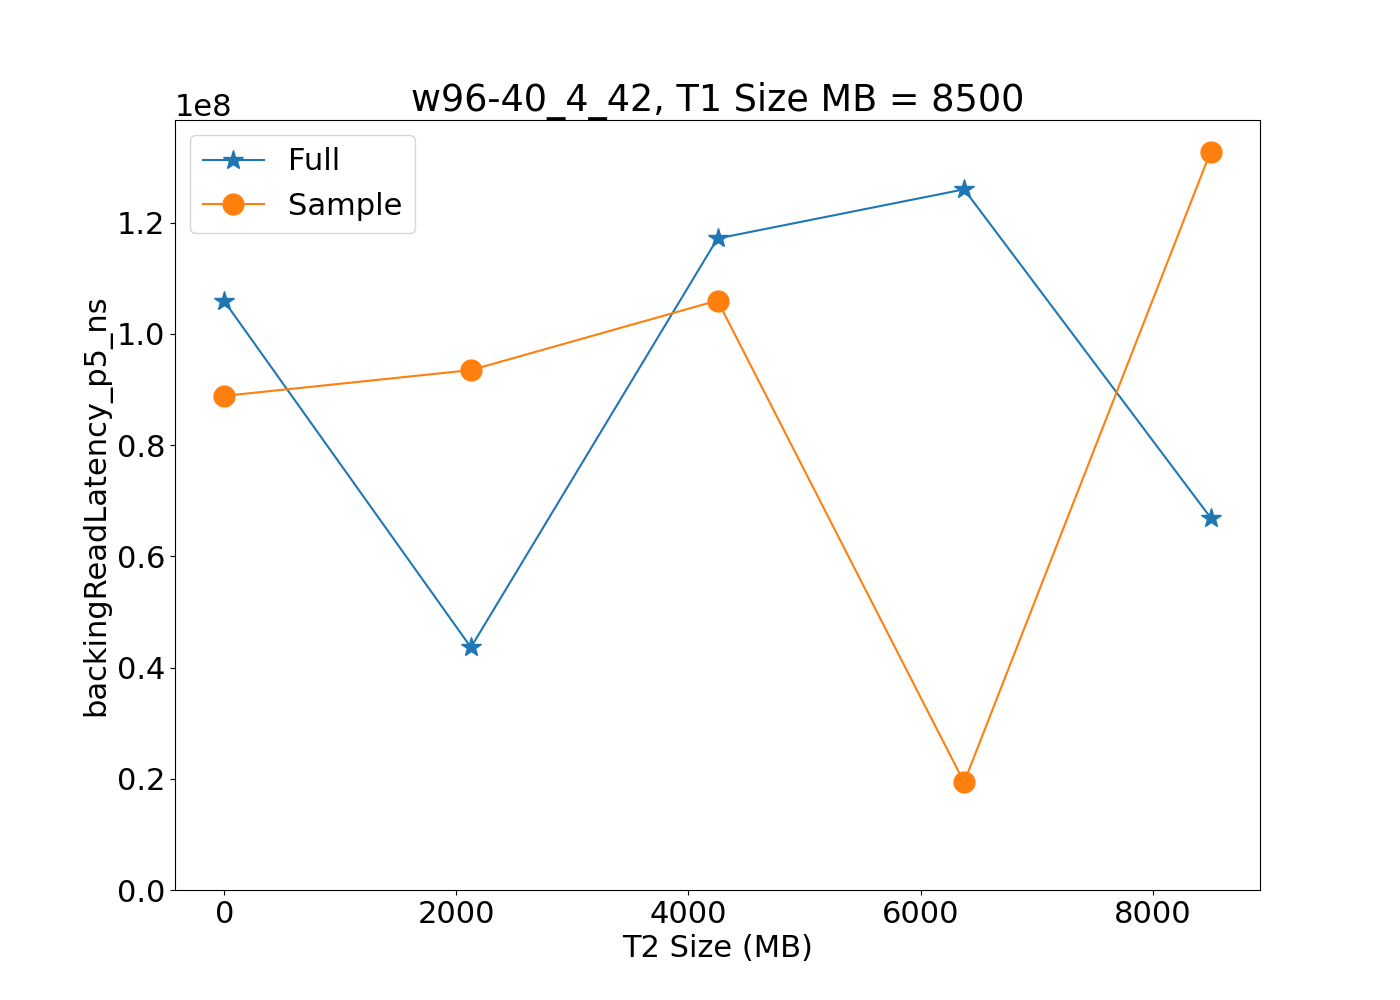 w96-40_4_42, T1 Size MB = 8500
1e8
Full
Sample
1.2
1.0
0.8
0.6
0.4
0.2
0.0
backingReadLatency_p5_ns
0 2000 4000 6000 8000
T2 Size (MB)